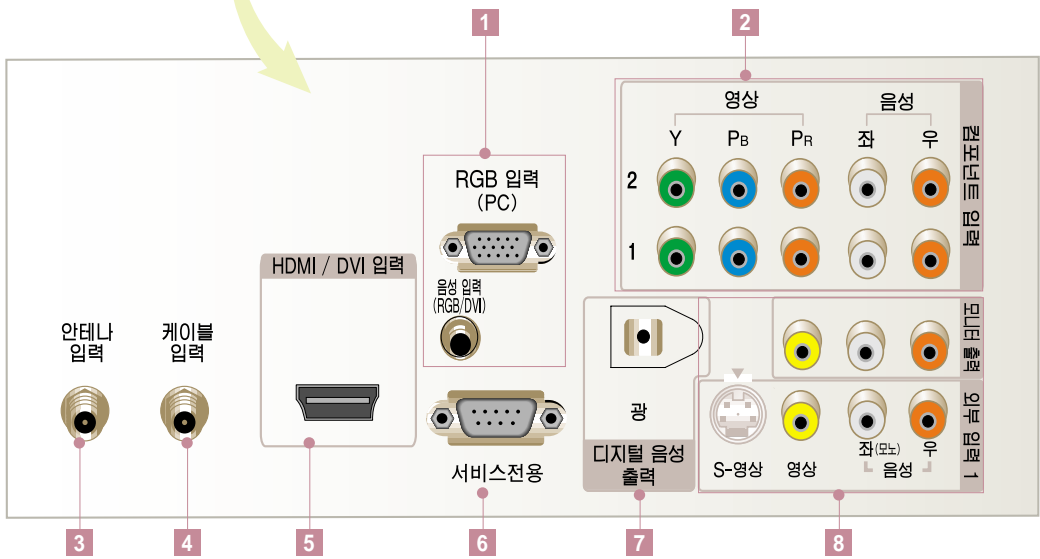 1
2
영상
음성
Y
PB
PR
좌
우
2
1
컴포넌트 입력
RGB 입력
(PC)
음성 입력
(RGB/DVI)
HDMI / DVI 입력
안테나
입력
케이블
입력
모니터 출력
광
디지털 음성
출력
서비스전용
S-영상
영상
좌(모노)
우
음성
외부 입력 1
3
4
5
6
7
8